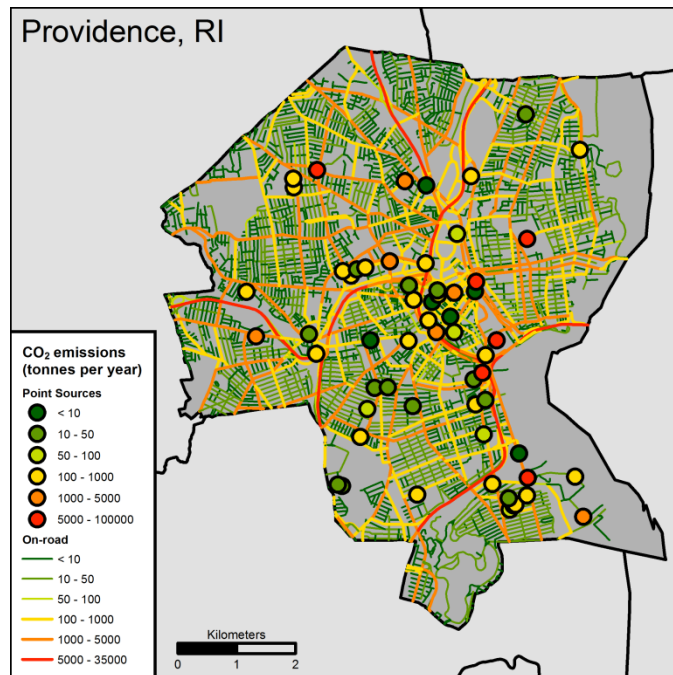 Providence, RI
CO₂ emissions
(tonnes per year)
Point Sources
< 10
10 - 50
50 - 100
100 - 1000
1000 - 5000
5000 - 100000
On-road
< 10
10 - 50
50 - 100
100 - 1000
1000 - 5000
5000 - 35000
Kilometers
0 1 2